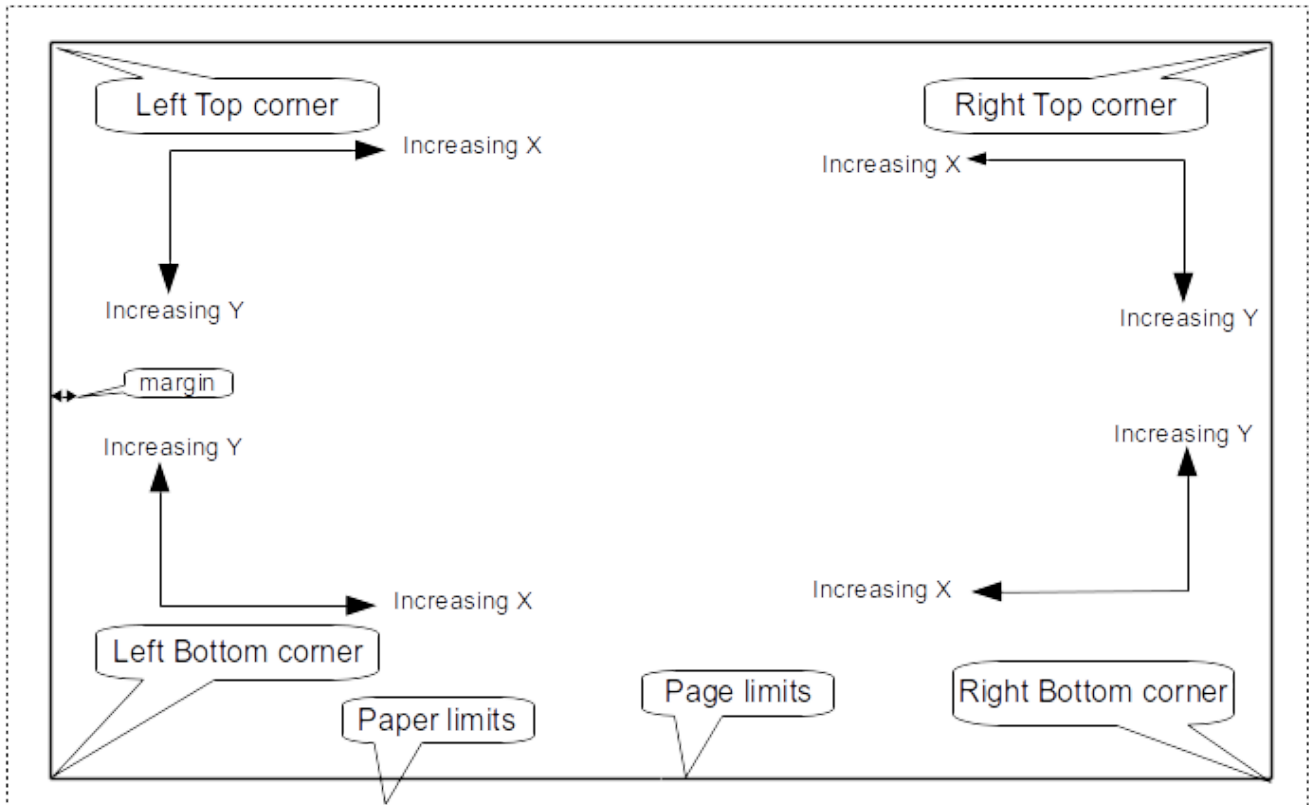 Left Top corner
Right Top corner
Increasing X
Increasing X
Increasing Y
Increasing Y
margin
Increasing Y
Increasing Y
Increasing X
Increasing X
Left Bottom corner
Page limits
Right Bottom corner
Paper limits